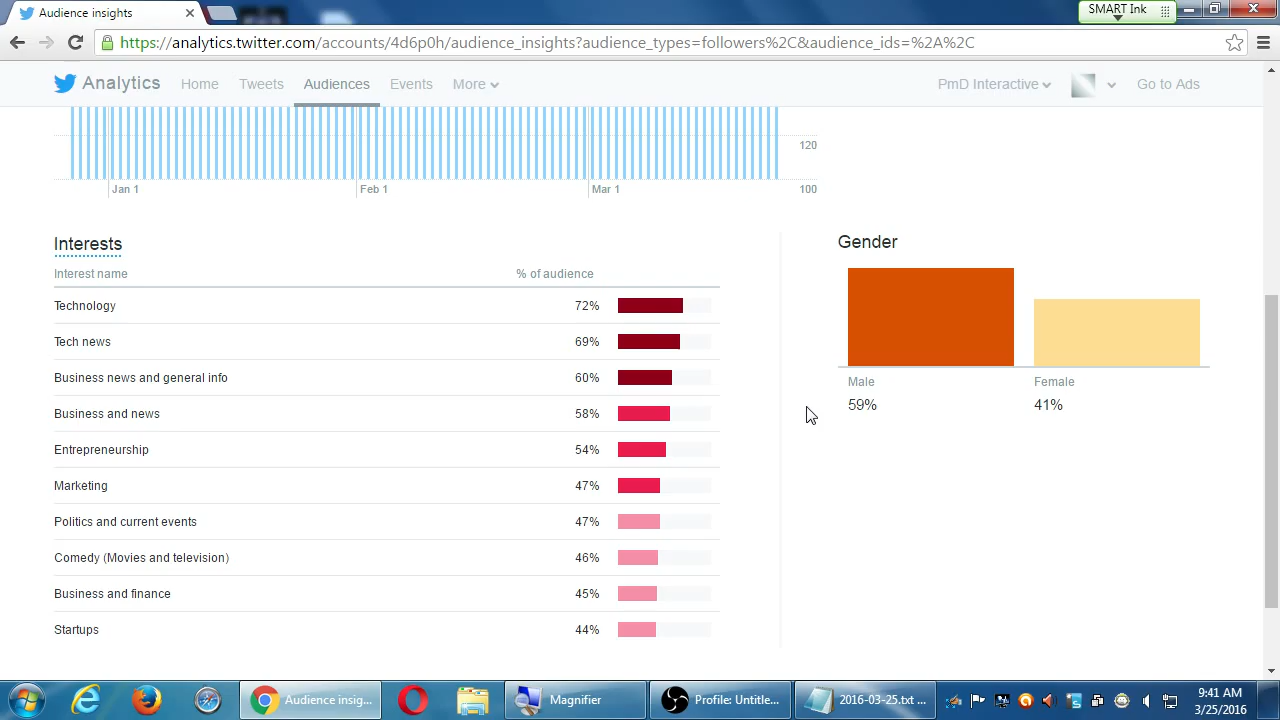 Audience insights
SMART Ink
https://analytics.twitter.com/accounts/4d6p0h/audience_insights?audience_types=followers%2C&audience_ids=%2A%2C
Analytics Home Tweets Audiences Events More PmD Interactive Go to Ads
120
Jan 1 Feb 1 Mar 1 100
Interests
Interest name % of audience
Technology 72%
Tech news 69%
Business news and general info 60%
Business and news 58%
Entrepreneurship 54%
Marketing 47%
Politics and current events 47%
Comedy (Movies and television) 46%
Business and finance 45%
Startups 44%
Gender
Male Female
59% 41%
Audience insig...
Magnifier
Profile: Untitle...
2016-03-25.txt ...
9:41 AM
3/25/2016